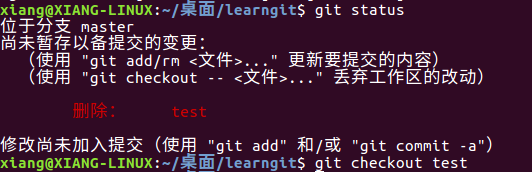 xiang@XIANG-LINUX:~/桌面/learngit$ git status
位于分支 master
尚未暂存以备提交的变更：
（使用 "git add/rm <文件>..." 更新要提交的内容）
（使用 "git checkout -- <文件>..." 丢弃工作区的改动）
删除：     test
修改尚未加入提交（使用 "git add" 和/或 "git commit -a"）
xiang@XIANG-LINUX:~/桌面/learngit$ git checkout test